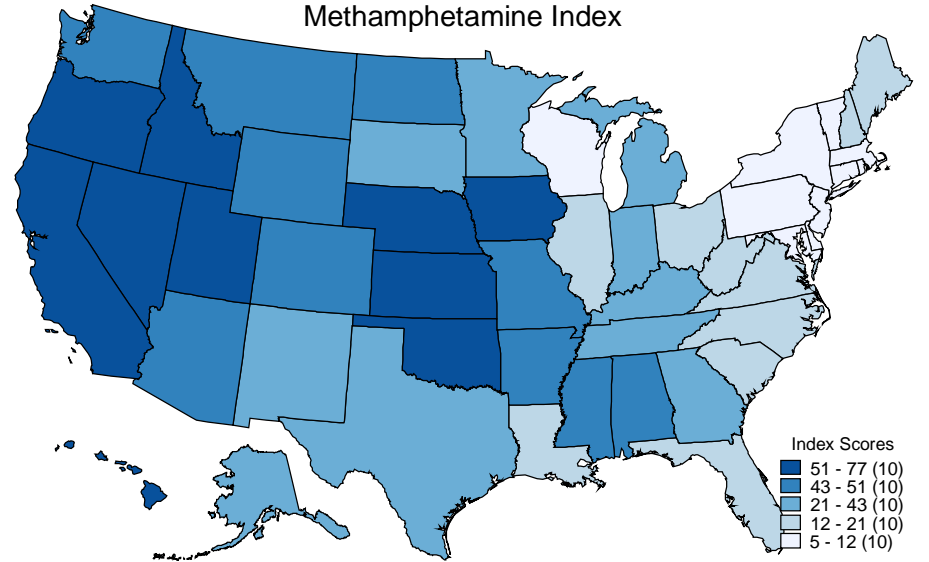 Methamphetamine Index
Index Scores
51 - 77 (10)
43 - 51 (10)
21 - 43 (10)
12 - 21 (10)
5 - 12 (10)